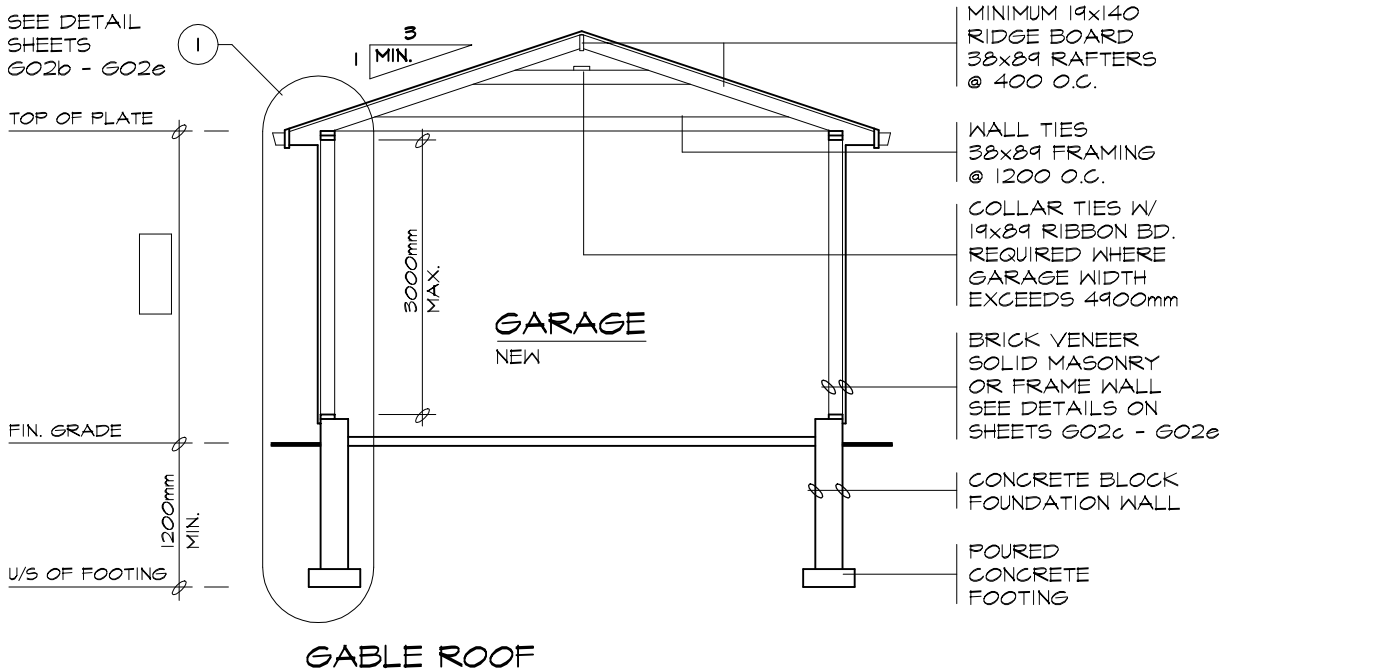 SEE DETAIL
SHEETS
G02b - G02e
1
3
1
MIN.
TOP OF PLATE
3000mm
MAX.
GARAGE
NEW
FIN. GRADE
1200mm
MIN.
U/S OF FOOTING
MINIMUM 19x140
RIDGE BOARD
38x89 RAFTERS
@ 400 O.C.
WALL TIES
38x89 FRAMING
@ 1200 O.C.
COLLAR TIES W/
19x89 RIBBON BD.
REQUIRED WHERE
GARAGE WIDTH
EXCEEDS 4900mm
BRICK VENEER
SOLID MASONRY
OR FRAME WALL
SEE DETAILS ON
SHEETS G02c - G02e
CONCRETE BLOCK
FOUNDATION WALL
POURED
CONCRETE
FOOTING
GABLE ROOF